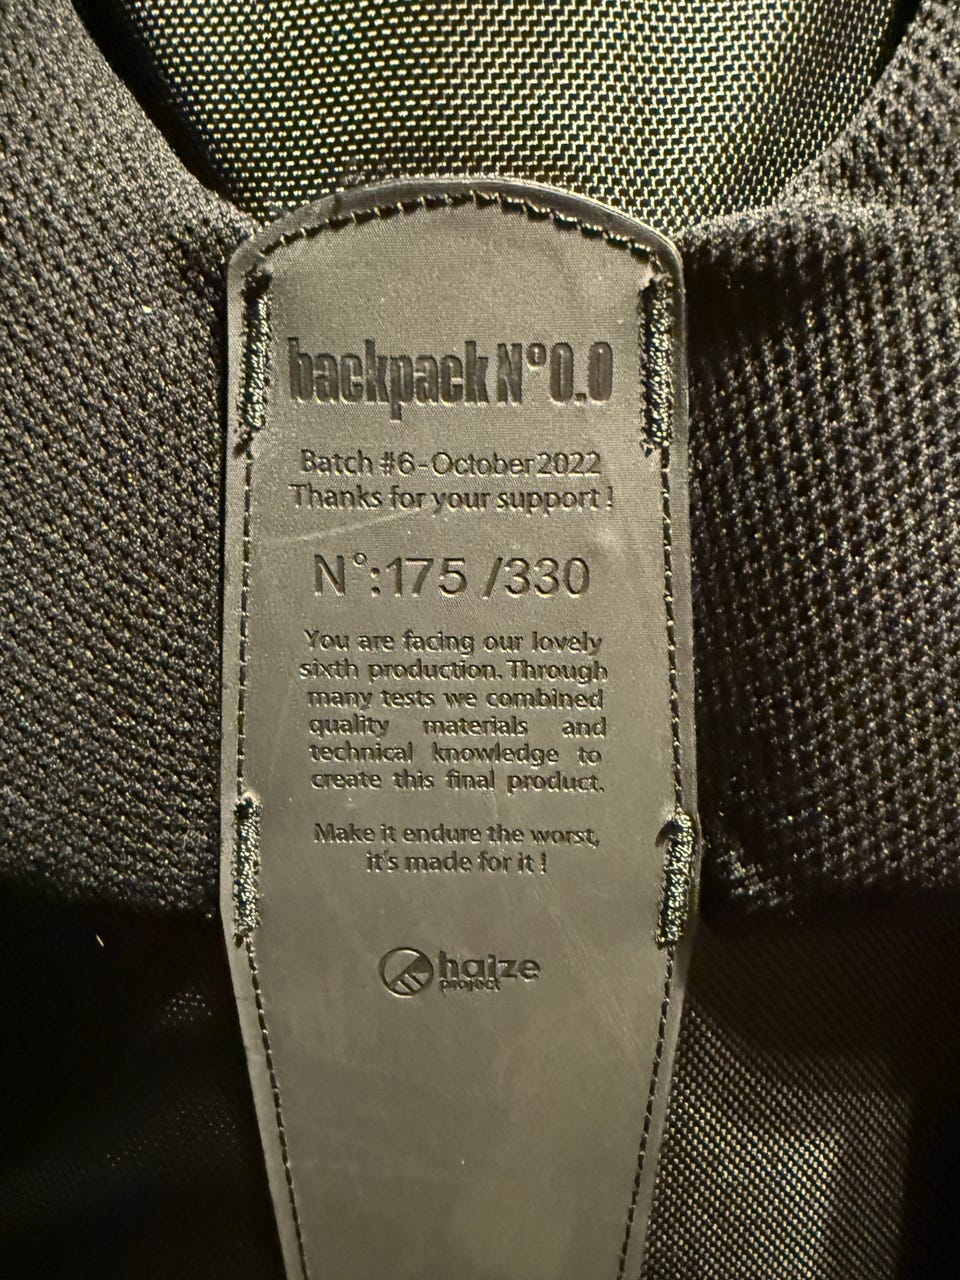 backpack N°0.0
Batch #6-October 2022
Thanks for your support !
N°:175 /330
You are facing our lovely
sixth production. Through
many tests we combined
quality materials and
technical knowledge to
create this final product.
Make it endure the worst,
it's made for it !
haize
project